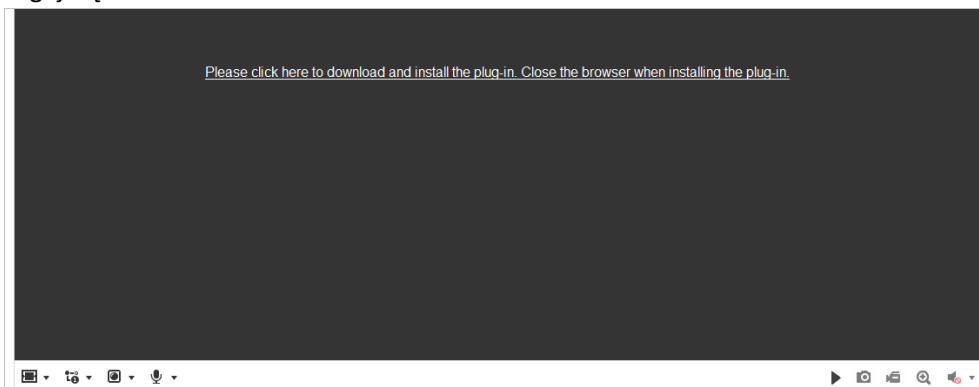 Please click here to download and install the plug-in. Close the browser when installing the plug-in.